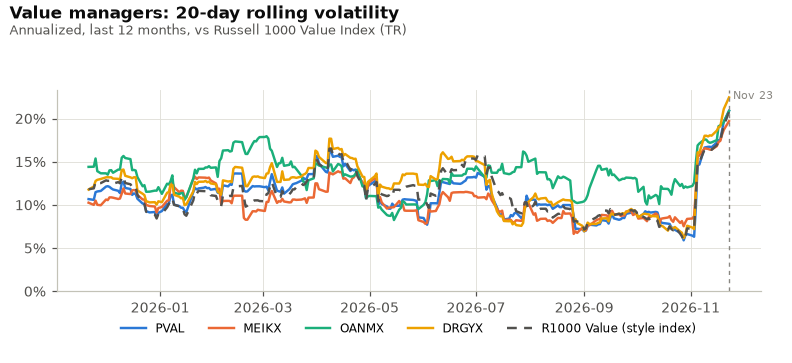 Value managers: 20-day rolling volatility
Annualized, last 12 months, vs Russell 1000 Value Index (TR)
Nov 23
20%
15%
10%
5%
0%
2026-01 2026-03 2026-05 2026-07 2026-09 2026-11
PVAL MEIKX OANMX DRGYX R1000 Value (style index)